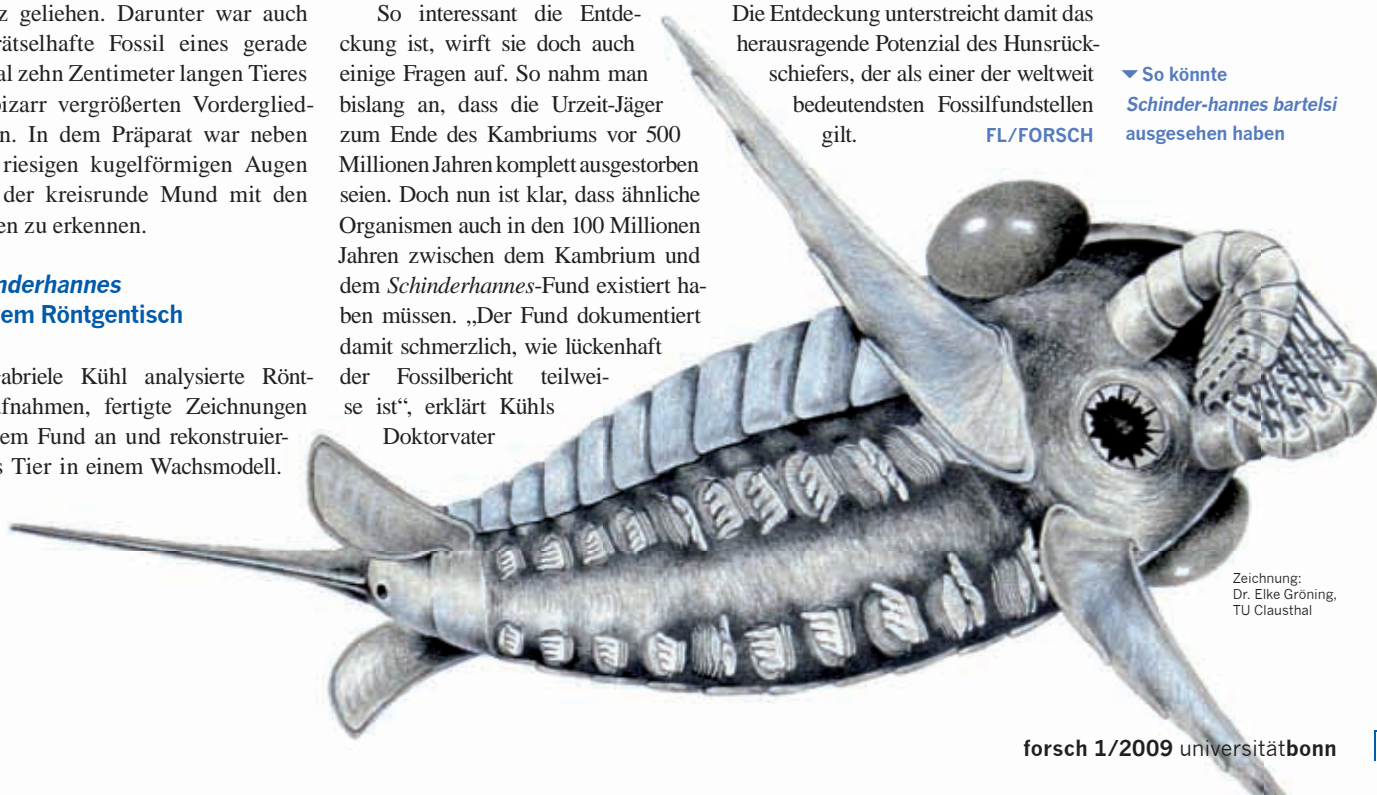 z geliehen. Darunter war auch
rätselhafte Fossil eines gerade
al zehn Zentimeter langen Tieres
bizarr vergrößerten Vorderglied-
n. In dem Präparat war neben
riesigen kugelförmigen Augen
der kreisrunde Mund mit den
en zu erkennen.
nderhannes
em Röntgentisch
abriele Kühl analysierte Rönt-
ufnahmen, fertigte Zeichnungen
em Fund an und rekonstruier-
s Tier in einem Wachsmodell.
So interessant die Entde-
ckung ist, wirft sie doch auch
einige Fragen auf. So nahm man
bislang an, dass die Urzeit-Jäger
zum Ende des Kambriums vor 500
Millionen Jahren komplett ausgestorben
seien. Doch nun ist klar, dass ähnliche
Organismen auch in den 100 Millionen
Jahren zwischen dem Kambrium und
dem Schinderhannes-Fund existiert ha-
ben müssen. „Der Fund dokumentiert
damit schmerzlich, wie lückenhaft
der Fossilbericht teilwei-
se ist“, erklärt Kühls
Doktorvater
Die Entdeckung unterstreicht damit das
herausragende Potenzial des Hunsrück-
schiefers, der als einer der weltweit
bedeutendsten Fossilfundstellen
gilt. FL/FORSCH
So könnte
Schinder-hannes bartelsi
ausgesehen haben
Zeichnung:
Dr. Elke Gröning,
TU Clausthal
forsch 1/2009 universitätbonn